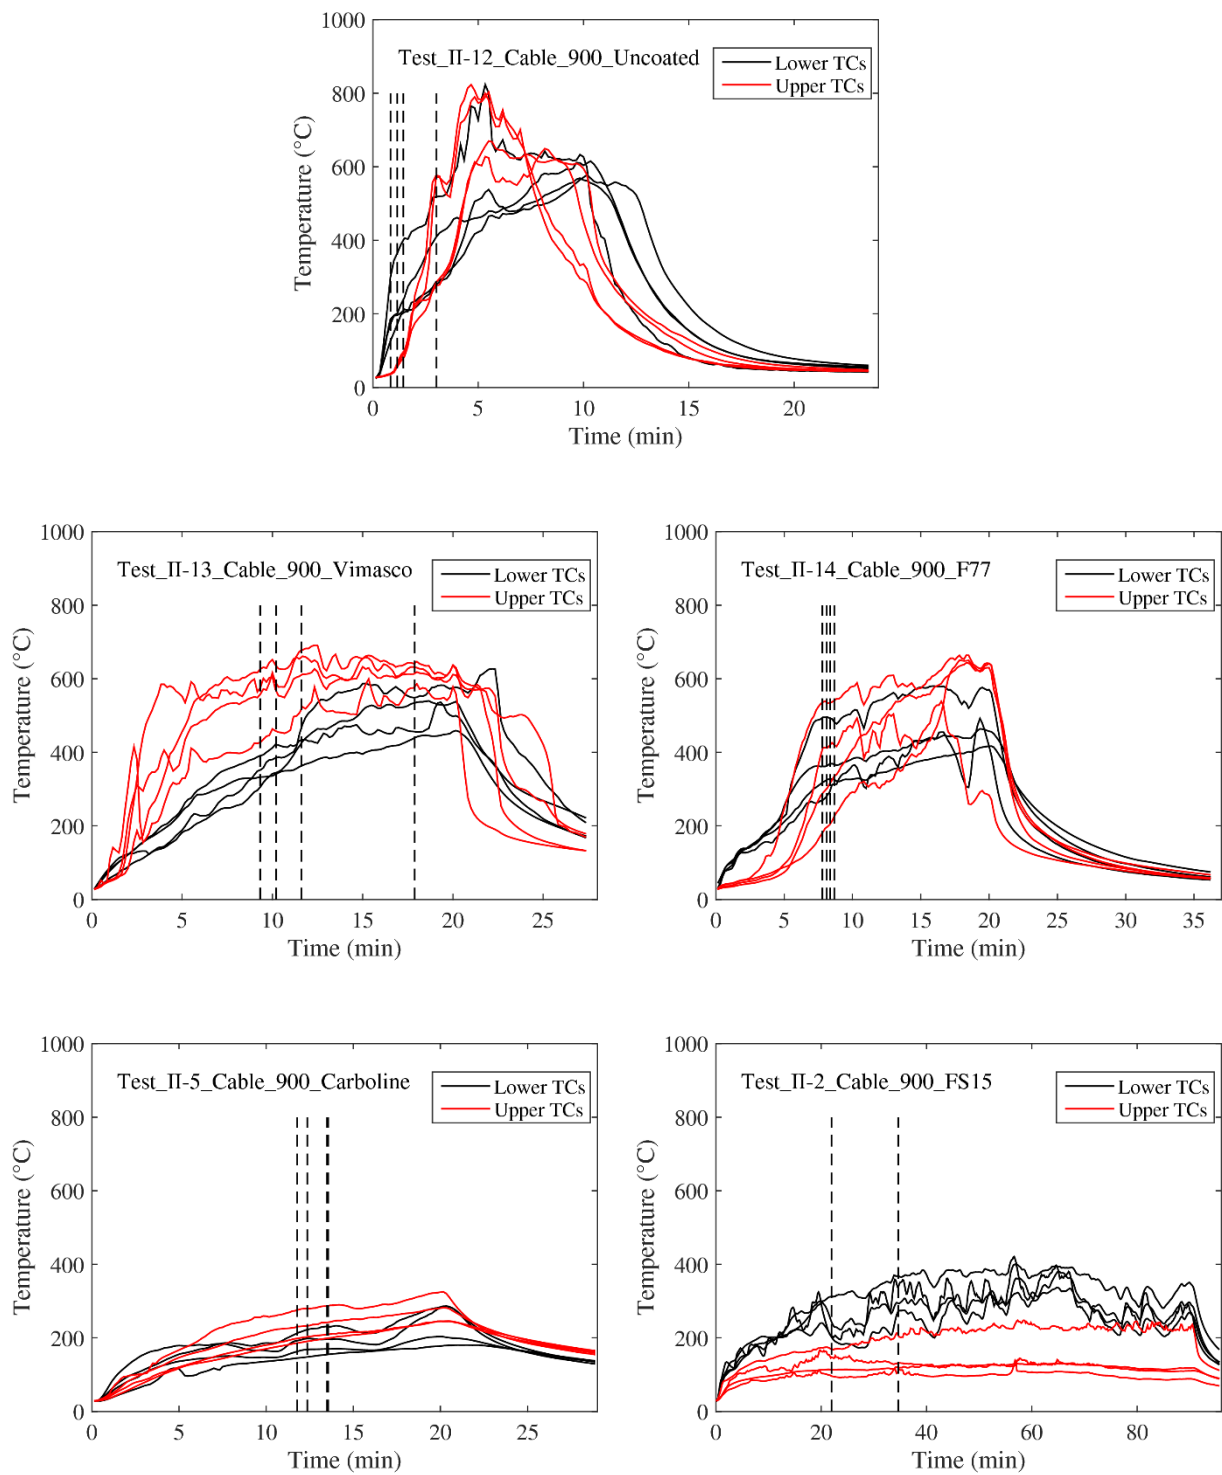 Test_II-12_Cable_900_Uncoated
Lower TCs
Upper TCs
Temperature (°C)
1000
800
600
400
200
0
0 5 10 15 20
Time (min)
Test_II-13_Cable_900_Vimasco
Lower TCs
Upper TCs
Temperature (°C)
1000
800
600
400
200
0
0 5 10 15 20 25
Time (min)
Test_II-14_Cable_900_F77
Lower TCs
Upper TCs
Temperature (°C)
1000
800
600
400
200
0
0 5 10 15 20 25 30 35
Time (min)
Test_II-5_Cable_900_Carboline
Lower TCs
Upper TCs
Temperature (°C)
1000
800
600
400
200
0
0 5 10 15 20 25
Time (min)
Test_II-2_Cable_900_FS15
Lower TCs
Upper TCs
Temperature (°C)
1000
800
600
400
200
0
0 20 40 60 80
Time (min)